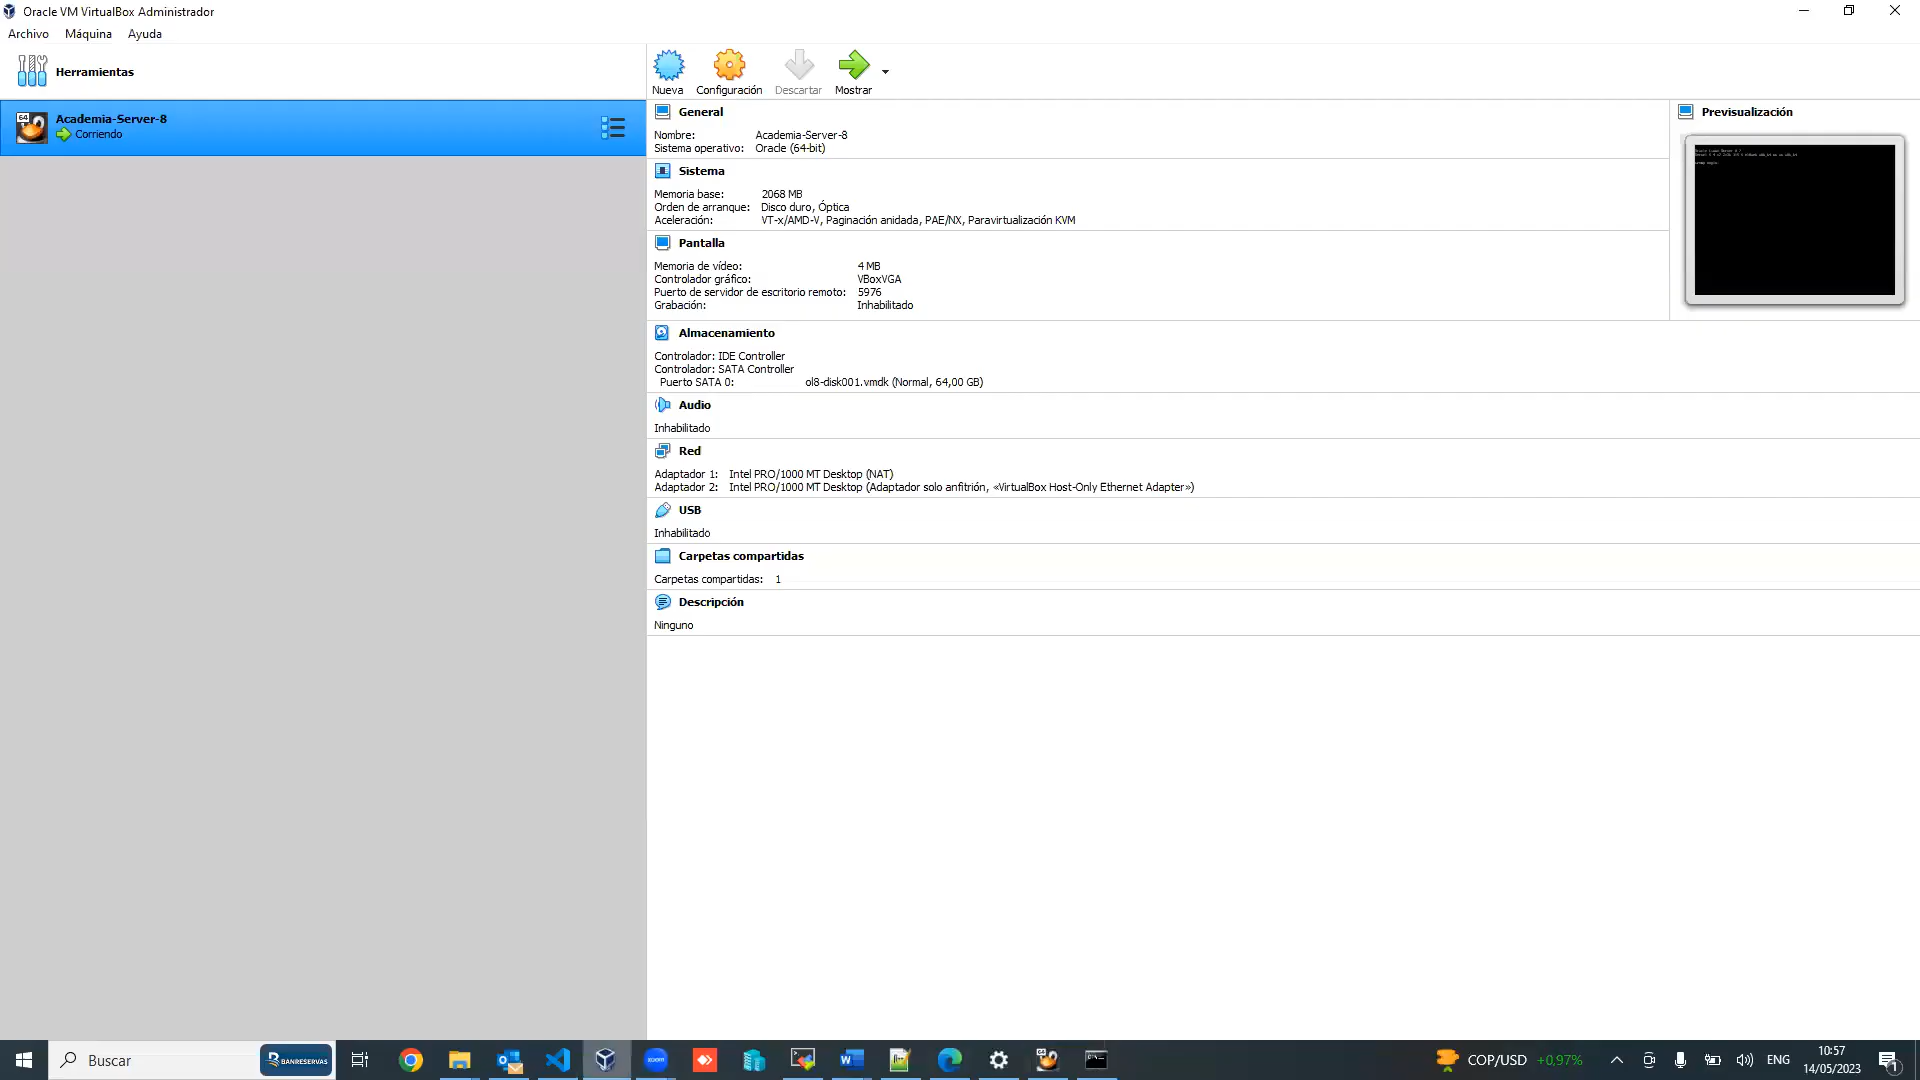 Oracle VM VirtualBox Administrador
Archivo Máquina Ayuda
Herramientas
Nueva Configuración Descartar Mostrar
64 Academia-Server-8
Corriendo
General
Nombre: Academia-Server-8
Sistema operativo: Oracle (64-bit)
Sistema
Memoria base: 2068 MB
Orden de arranque: Disco duro, Óptica
Aceleración: VT-x/AMD-V, Paginación anidada, PAE/NX, Paravirtualización KVM
Pantalla
Memoria de vídeo: 4 MB
Controlador gráfico: VBoxVGA
Puerto de servidor de escritorio remoto: 5976
Grabación: Inhabilitado
Previsualización
Almacenamiento
Controlador: IDE Controller
Controlador: SATA Controller
Puerto SATA 0: ol8-disk001.vmdk (Normal, 64,00 GB)
Audio
Inhabilitado
Red
Adaptador 1: Intel PRO/1000 MT Desktop (NAT)
Adaptador 2: Intel PRO/1000 MT Desktop (Adaptador solo anfitrión, «VirtualBox Host-Only Ethernet Adapter»)
USB
Inhabilitado
Carpetas compartidas
Carpetas compartidas: 1
Descripción
Ninguno
Buscar BANRESERVAS zoom COP/USD +0,97% ENG
10:57
14/05/2023
1